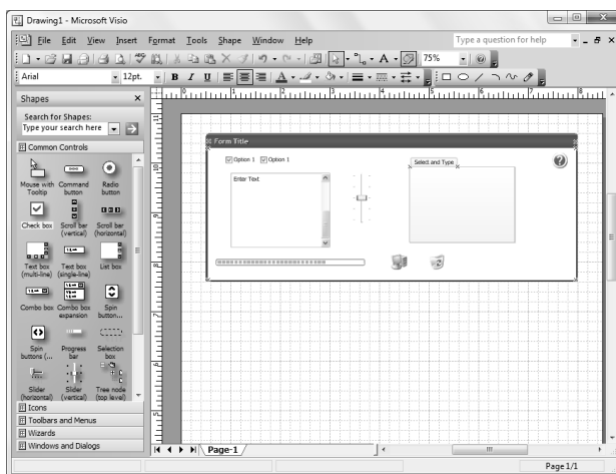 Drawing1 - Microsoft Visio
File Edit View Insert Format Tools Shape Window Help
Type a question for help
75%
Arial
12pt.
B I U
Shapes
Search for Shapes:
Type your search here
Common Controls
Mouse with Tooltip
Command button
Radio button
Check box
Scroll bar (vertical)
Scroll bar (horizontal)
Text box (multi-line)
Text box (single-line)
List box
Combo box
Combo box expansion
Spin button...
Spin buttons (...
Progress bar
Selection box
Slider (horizontal)
Slider (vertical)
Tree node (top level)
Icons
Toolbars and Menus
Wizards
Windows and Dialogs
Form Title
Option 1 Option 1
Enter Text
Select and Type
Page-1
Page 1/1